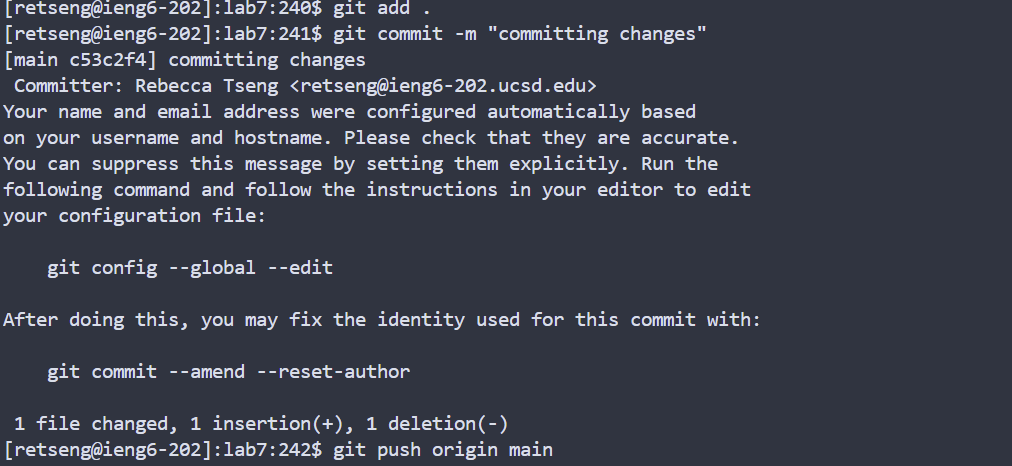 [retseng@ieng6-202]:lab7:240$ git add .
[retseng@ieng6-202]:lab7:241$ git commit -m "committing changes"
[main c53c2f4] committing changes
 Committer: Rebecca Tseng <retseng@ieng6-202.ucsd.edu>
Your name and email address were configured automatically based
on your username and hostname. Please check that they are accurate.
You can suppress this message by setting them explicitly. Run the
following command and follow the instructions in your editor to edit
your configuration file:

    git config --global --edit

After doing this, you may fix the identity used for this commit with:

    git commit --amend --reset-author

 1 file changed, 1 insertion(+), 1 deletion(-)
[retseng@ieng6-202]:lab7:242$ git push origin main